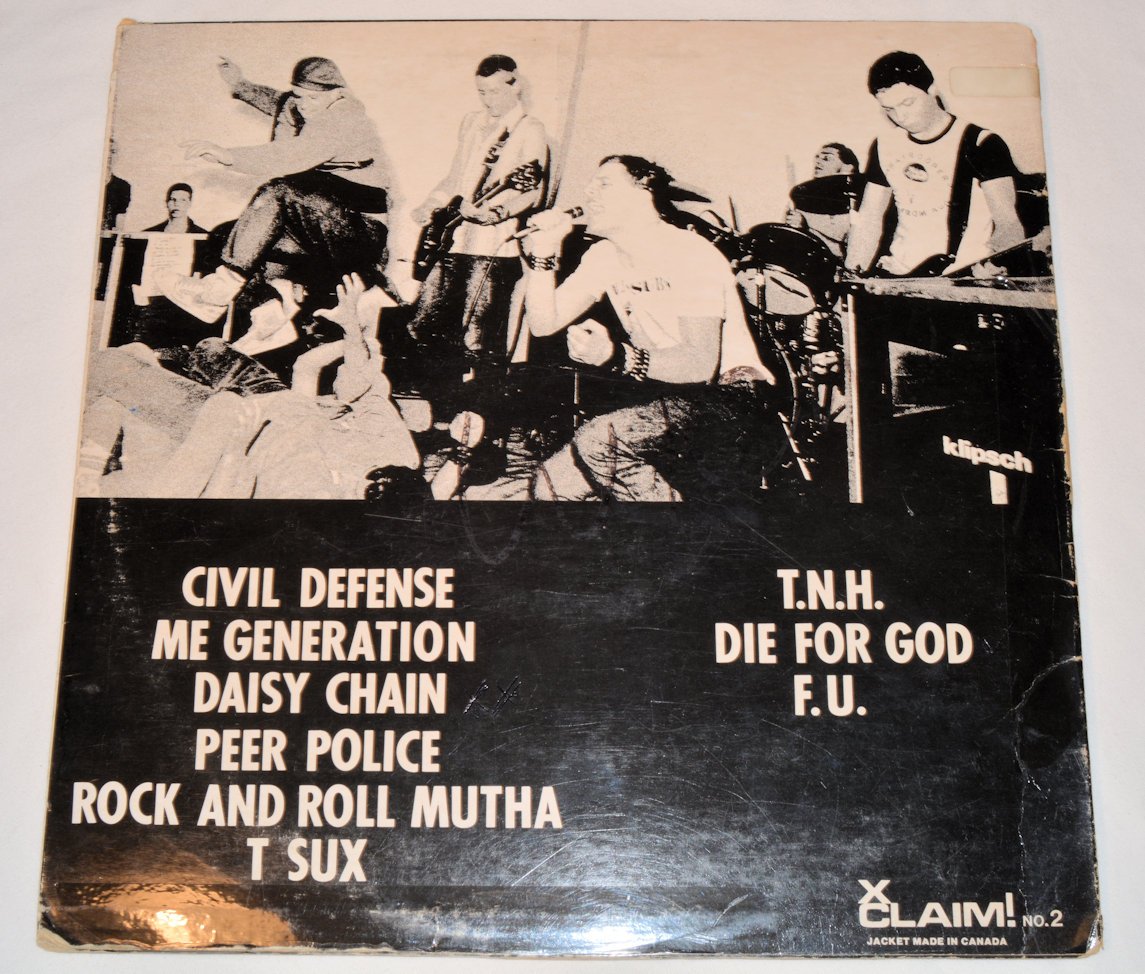 klipsch
CIVIL DEFENSE
ME GENERATION
DAISY CHAIN
PEER POLICE
ROCK AND ROLL MUTHA
T SUX
T.N.H.
DIE FOR GOD
F.U.
X
CLAIM! NO.2
JACKET MADE IN CANADA